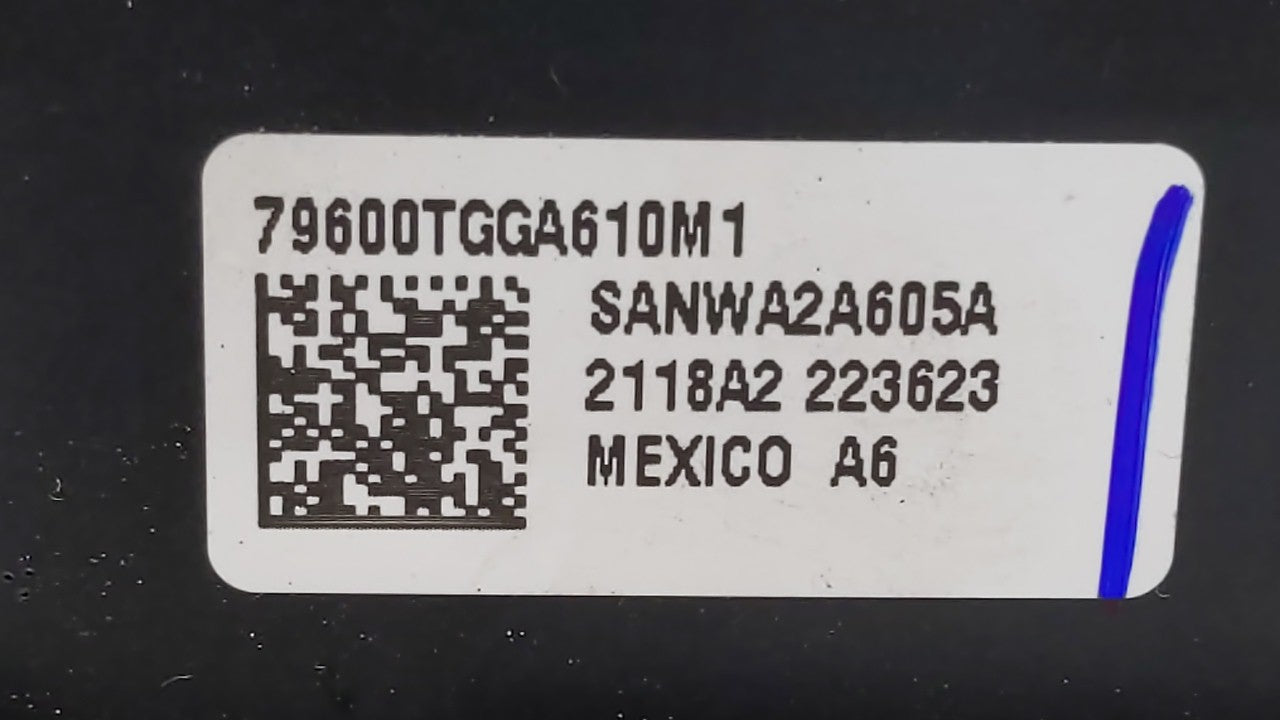 79600TGGA610M1
SANWA2A605A
2118A2 223623
MEXICO A6